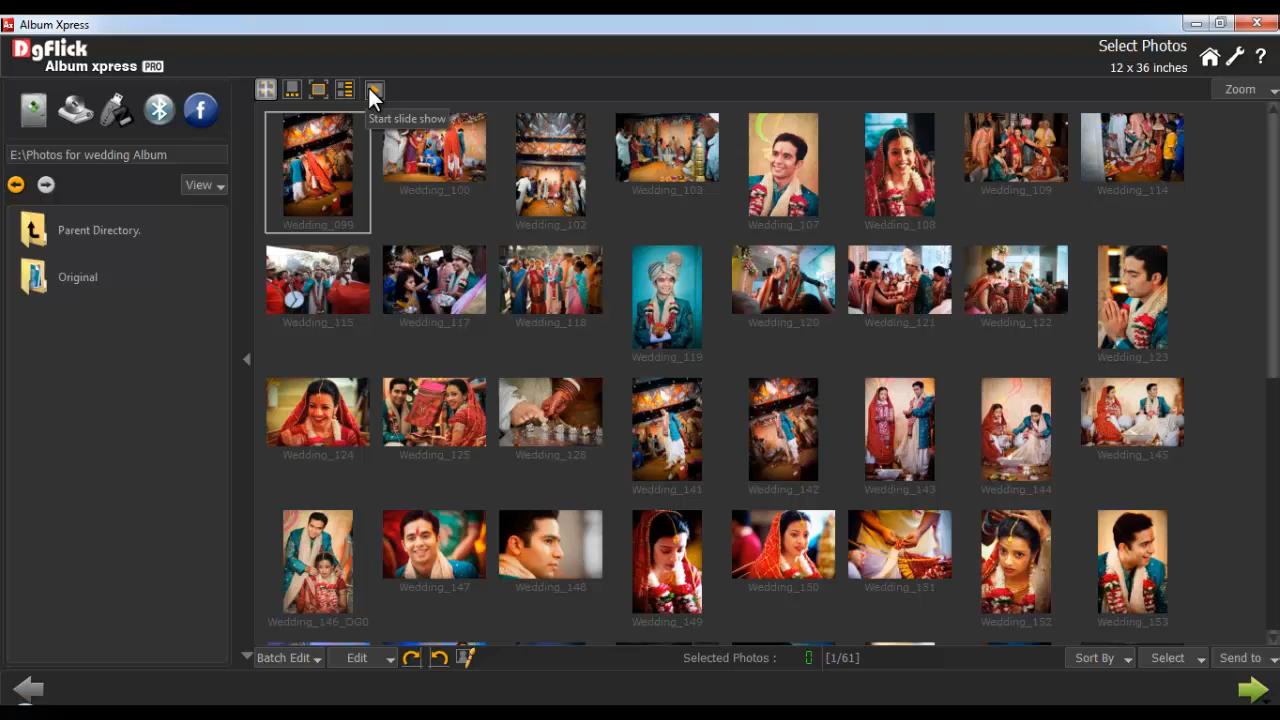 Album Xpress
DgFlick
Album xpress PRO
Select Photos
12 x 36 inches
?
Zoom
Start slide show
E:\Photos for wedding Album
View
Parent Directory.
Original
Wedding_099
Wedding_100
Wedding_102
Wedding_103
Wedding_107
Wedding_108
Wedding_109
Wedding_114
Wedding_115
Wedding_117
Wedding_118
Wedding_119
Wedding_120
Wedding_121
Wedding_122
Wedding_123
Wedding_124
Wedding_125
Wedding_128
Wedding_141
Wedding_142
Wedding_143
Wedding_144
Wedding_145
Wedding_146_DG0
Wedding_147
Wedding_148
Wedding_149
Wedding_150
Wedding_151
Wedding_152
Wedding_153
Batch Edit
Edit
Selected Photos : 0 [1/61]
Sort By
Select
Send to